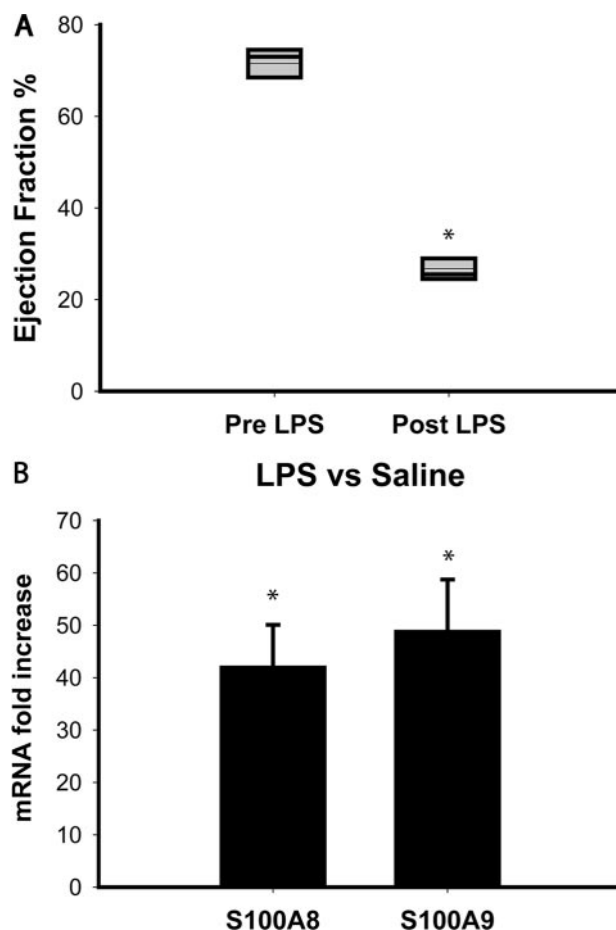 A
80
60
40
20
0
Ejection Fraction %
*
Pre LPS Post LPS
B
LPS vs Saline
70
60
50
40
30
20
10
0
mRNA fold increase
* *
S100A8 S100A9